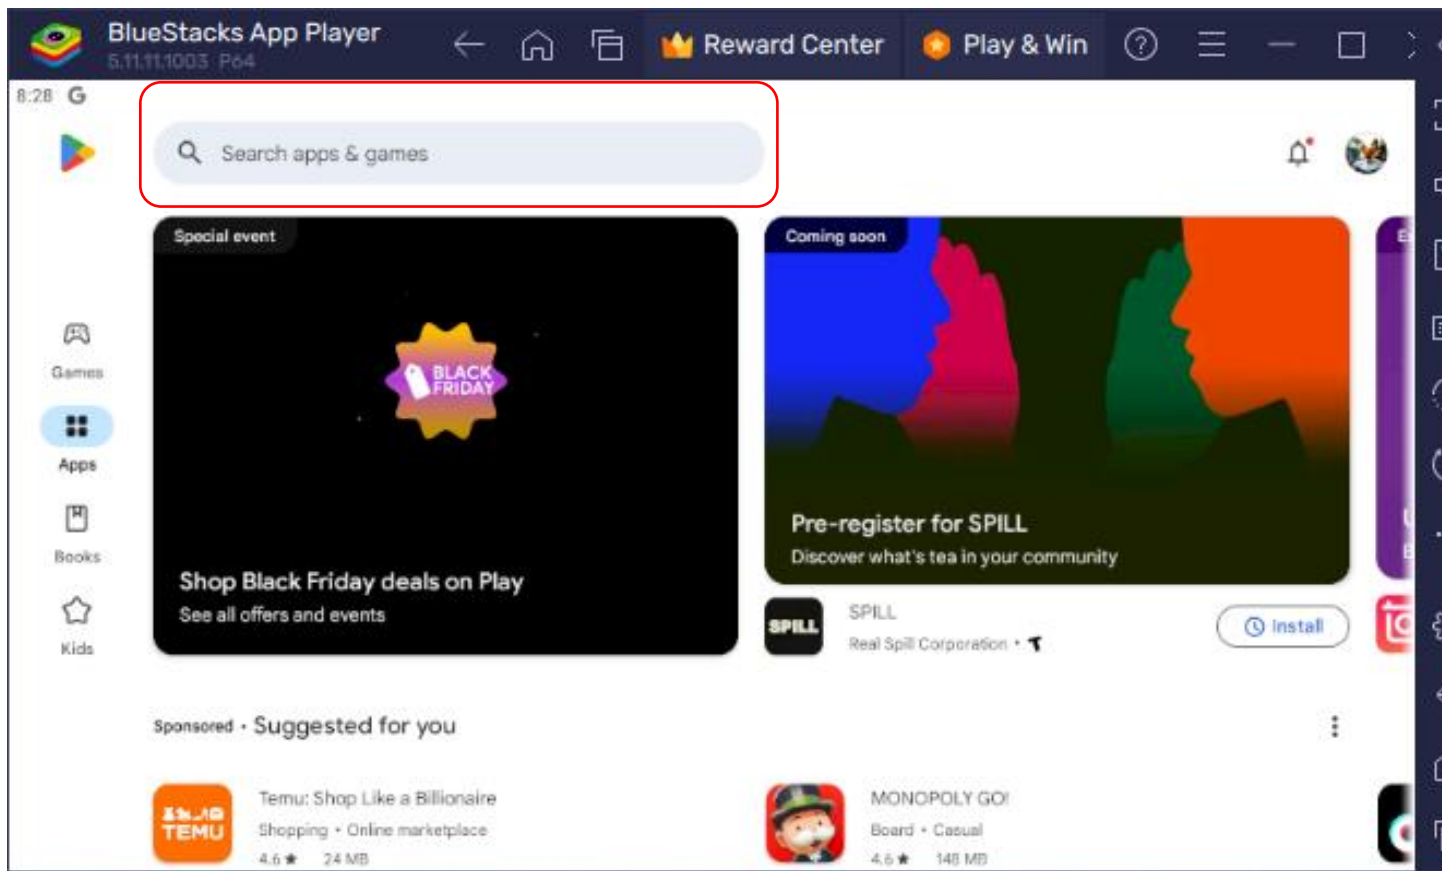 BlueStacks App Player
5.11.11.1003 P64
Reward Center
Play & Win
8:28 G
Search apps & games
Special event
BLACK
FRIDAY
Shop Black Friday deals on Play
See all offers and events
Coming soon
Pre-register for SPILL
Discover what's tea in your community
SPILL
SPILL
Real Spill Corporation •
Install
Games
Apps
Books
Kids
Sponsored • Suggested for you
TEMU
Temu: Shop Like a Billionaire
Shopping • Online marketplace
4.6★ 24 MB
MONOPOLY GO!
Board • Casual
4.6★ 148 MB